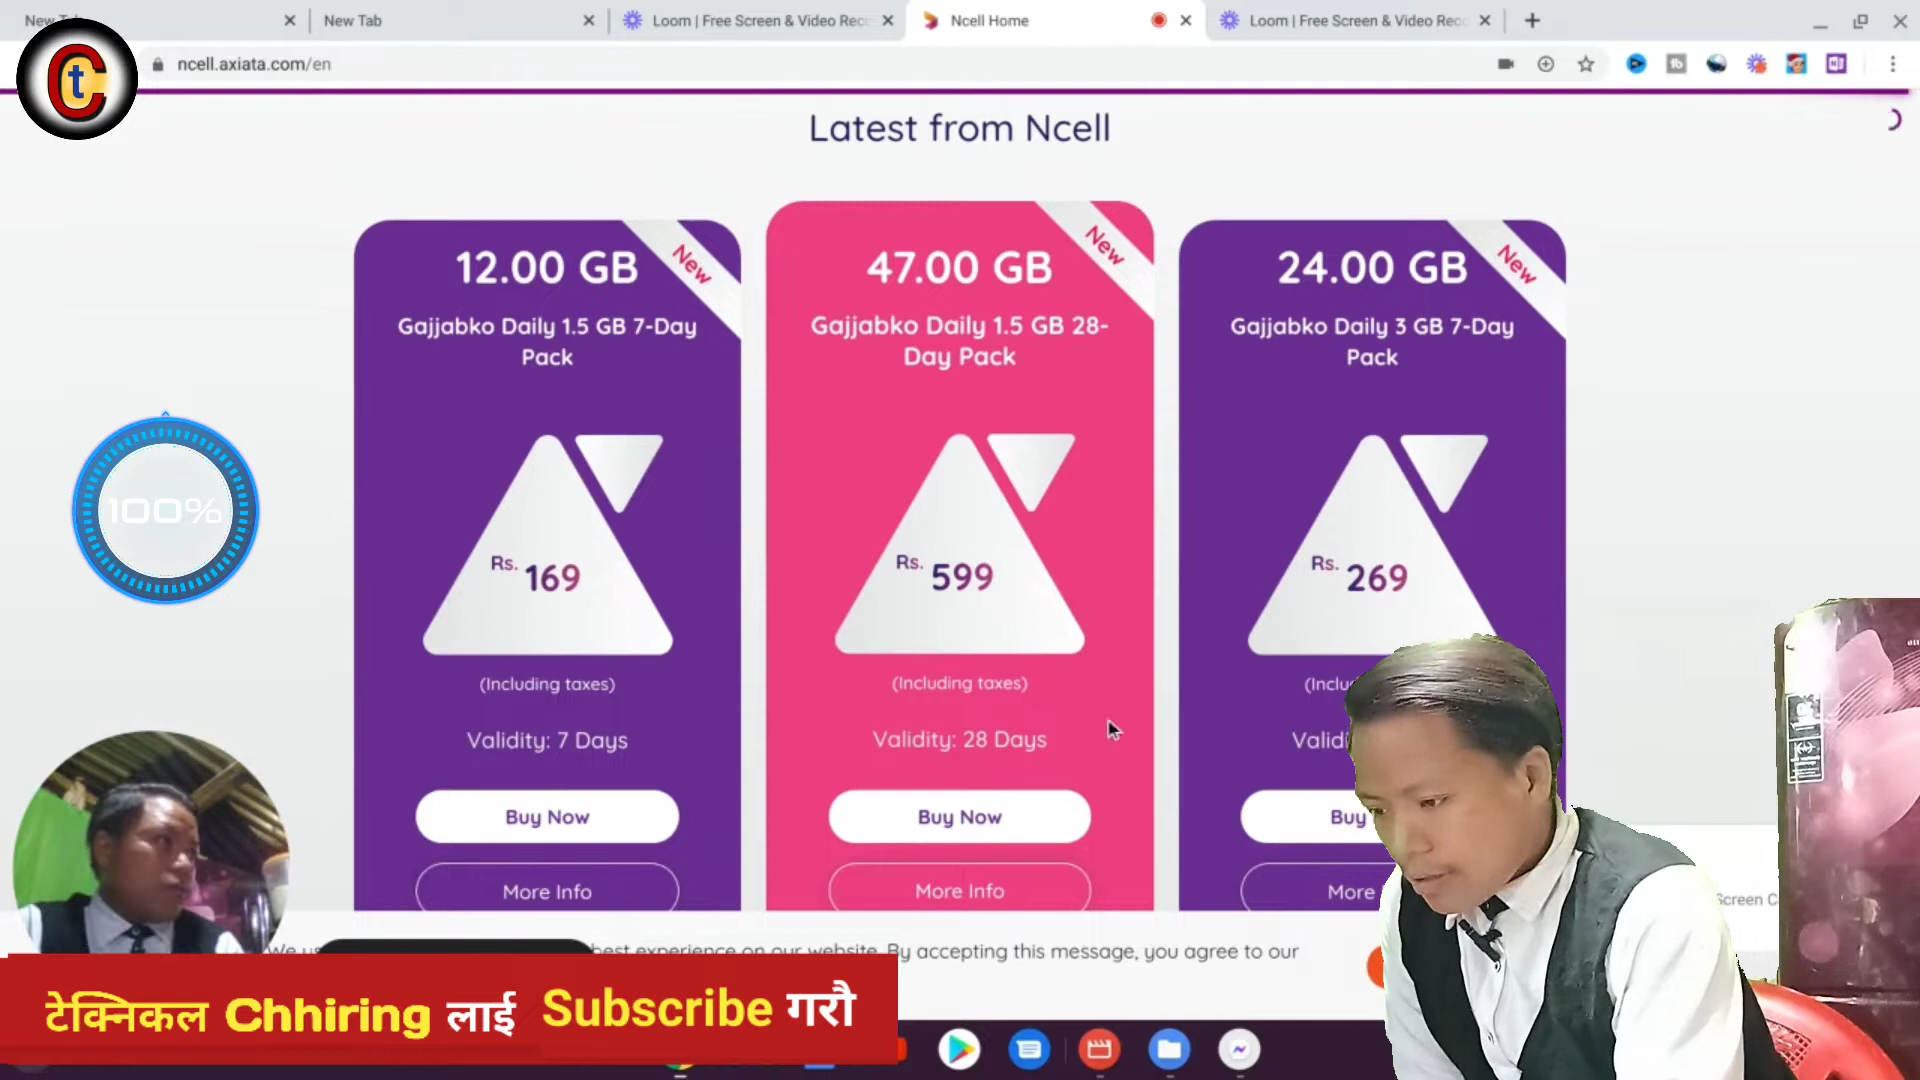 New Tab
Loom | Free Screen & Video Rec
Ncell Home
Loom | Free Screen & Video Rec
ncell.axiata.com/en
Ct
Latest from Ncell
12.00 GB
New
Gajjabko Daily 1.5 GB 7-Day
Pack
Rs. 169
(Including taxes)
Validity: 7 Days
Buy Now
More Info
47.00 GB
New
Gajjabko Daily 1.5 GB 28-
Day Pack
Rs. 599
(Including taxes)
Validity: 28 Days
Buy Now
More Info
24.00 GB
New
Gajjabko Daily 3 GB 7-Day
Pack
Rs. 269
Buy
More
100%
best experience on our website. By accepting this message, you agree to our
टेक्निकल Chhiring लाई Subscribe गरौ